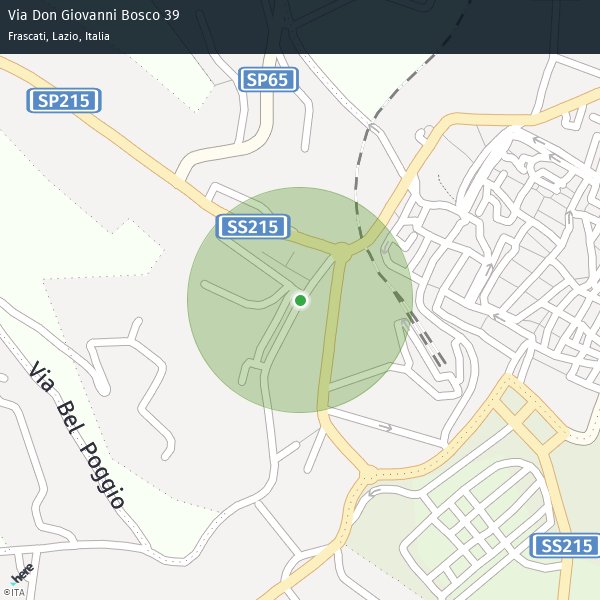 Via Don Giovanni Bosco 39
Frascati, Lazio, Italia
SP65
SP215
SS215
Via Bel Poggio
SS215
here
©ITA